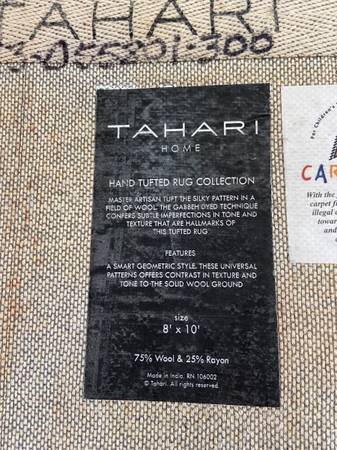 TAHARI
TAHARI
HOME
HAND TUFTED RUG COLLECTION
MASTER ARTISAN TUFT THE SILKY PATTERN IN A
FIELD OF WOOL. THE GABBEH DYED TECHNIQUE
CONFERS SUBTLE IMPERFECTIONS IN TONE AND
TEXTURE THAT ARE HALLMARKS OF
THIS TUFTED RUG
FEATURES
A SMART GEOMETRIC STYLE. THESE UNIVERSAL
PATTERNS OFFERS CONTRAST IN TEXTURE AND
TONE TO THE SOLID WOOL GROUND
SIZE
8' x 10'
75% Wool & 25% Rayon
Made in India. RN 106002
© Tahari. All rights reserved.
For Children's
CAR
With the
carpet f
illegal
towar
and